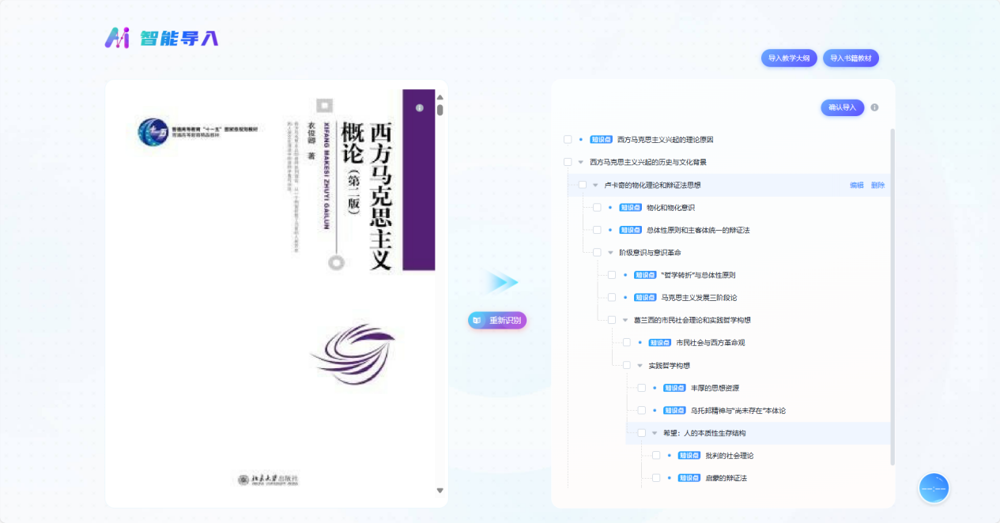 Ai 智能导入
导入教学大纲
导入书籍教材
普通高等教育“十一五”国家级规划教材
普通高等教育精品教材
西方马克思主义
概论（第二版）
XIFANG MAKESI ZHUYI GAILUN
衣俊卿 著
北京大学出版社
重新识别
确认导入
知识点 西方马克思主义兴起的理论原因
西方马克思主义兴起的历史与文化背景
卢卡奇的物化理论和辩证法思想 编辑 删除
知识点 物化和物化意识
知识点 总体性原则和主客体统一的辩证法
阶级意识与意识革命
知识点 “哲学转折”与总体性原则
知识点 马克思主义发展三阶段论
葛兰西的市民社会理论和实践哲学构想
知识点 市民社会与西方革命观
实践哲学构想
知识点 丰厚的思想资源
知识点 乌托邦精神与“尚未存在”本体论
希望：人的本质性生存结构
知识点 批判的社会理论
知识点 启蒙的辩证法